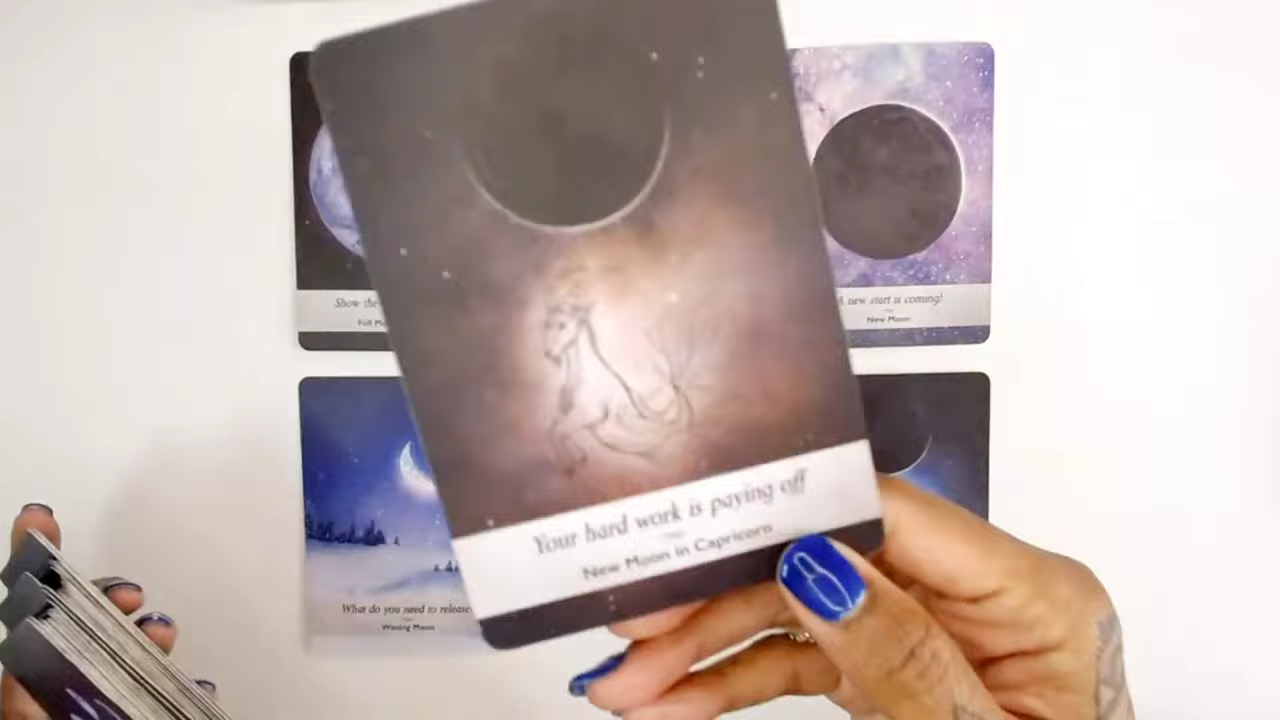 Show the
Full
A new start is coming!
New Moon
Your hard work is paying off
New Moon in Capricorn
What do you need to release
Waning Moon